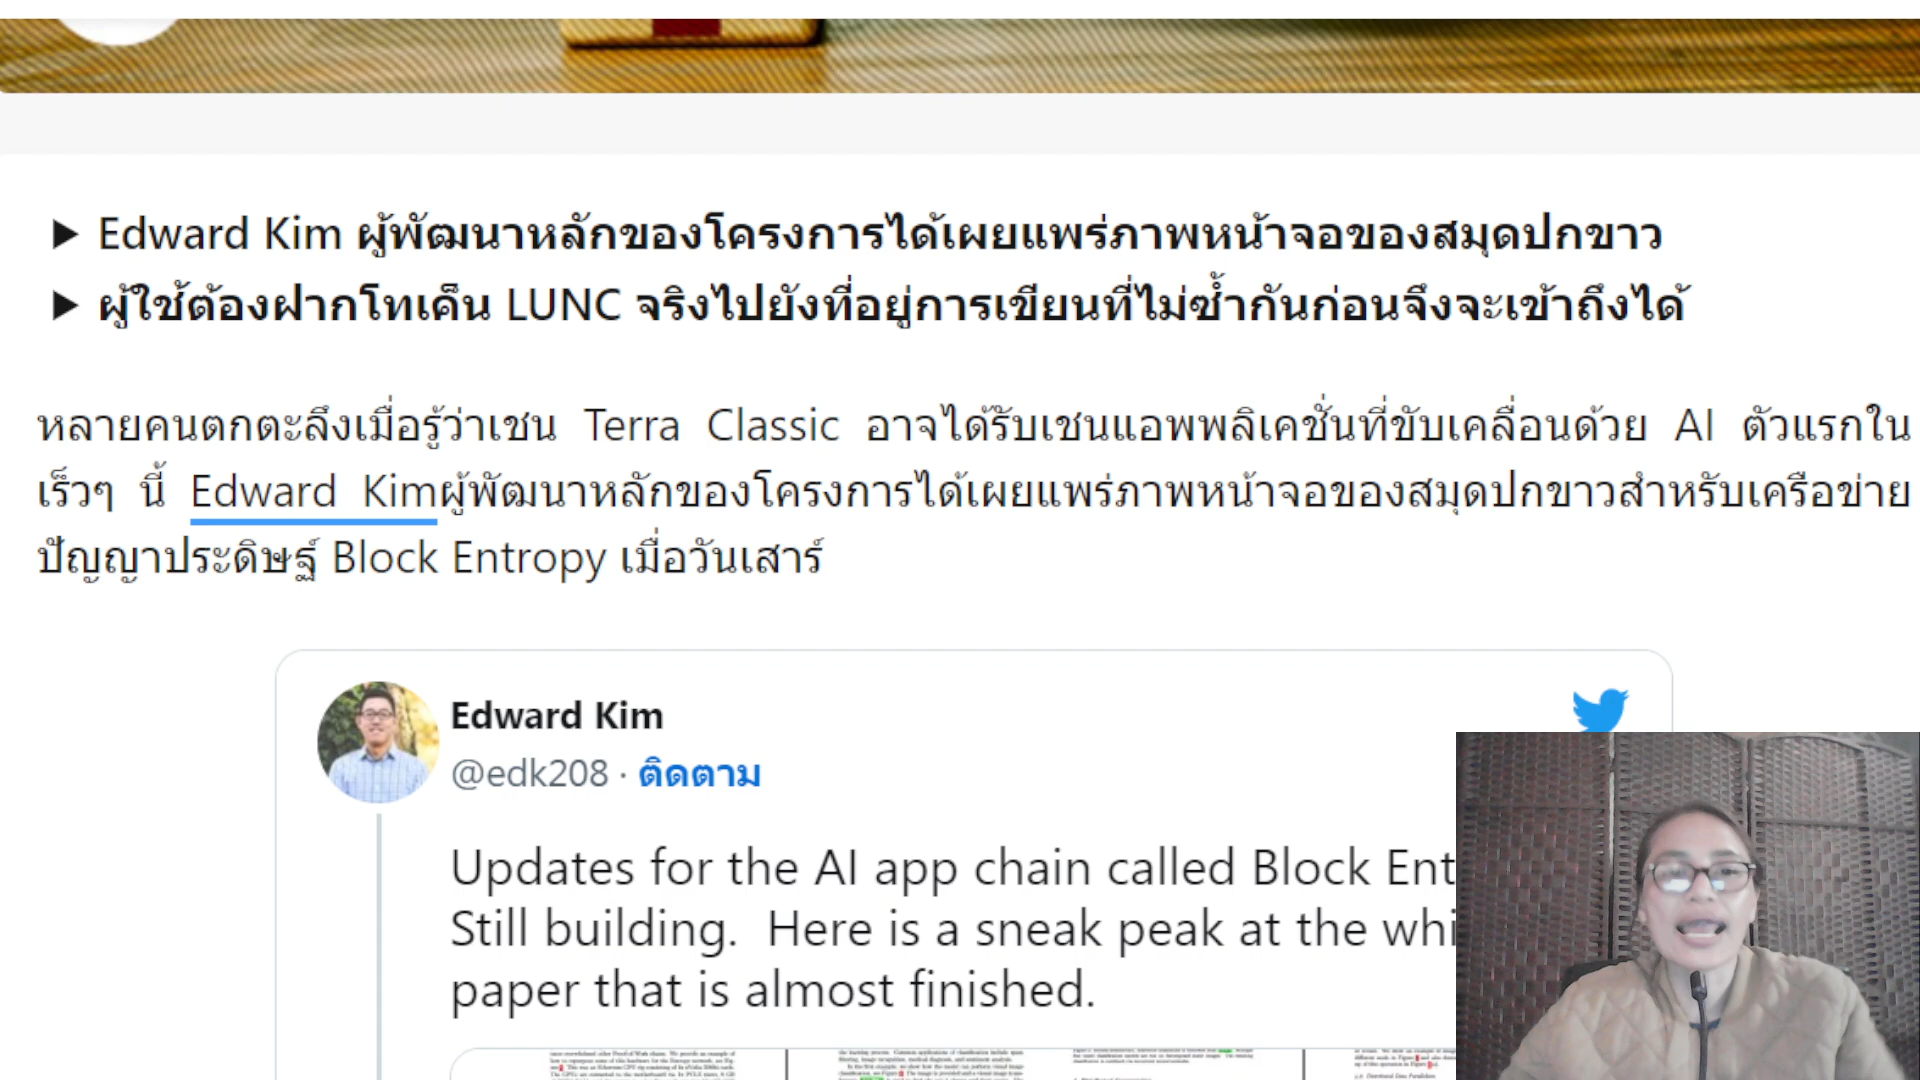 ▶ Edward Kim ผู้พัฒนาหลักของโครงการได้เผยแพร่ภาพหน้าจอของสมุดปกขาว
▶ ผู้ใช้ต้องฝากโทเค็น LUNC จริงไปยังที่อยู่การเขียนที่ไม่ซ้ำกันก่อนจึงจะเข้าถึงได้
หลายคนตกตะลึงเมื่อรู้ว่าเชน Terra Classic อาจได้รับเชนแอพพลิเคชั่นที่ขับเคลื่อนด้วย AI ตัวแรกใน
เร็วๆ นี้ Edward Kimผู้พัฒนาหลักของโครงการได้เผยแพร่ภาพหน้าจอของสมุดปกขาวสำหรับเครือข่าย
ปัญญาประดิษฐ์ Block Entropy เมื่อวันเสาร์
Edward Kim
@edk208 · ติดตาม
Updates for the AI app chain called Block Ent
Still building. Here is a sneak peak at the whi
paper that is almost finished.